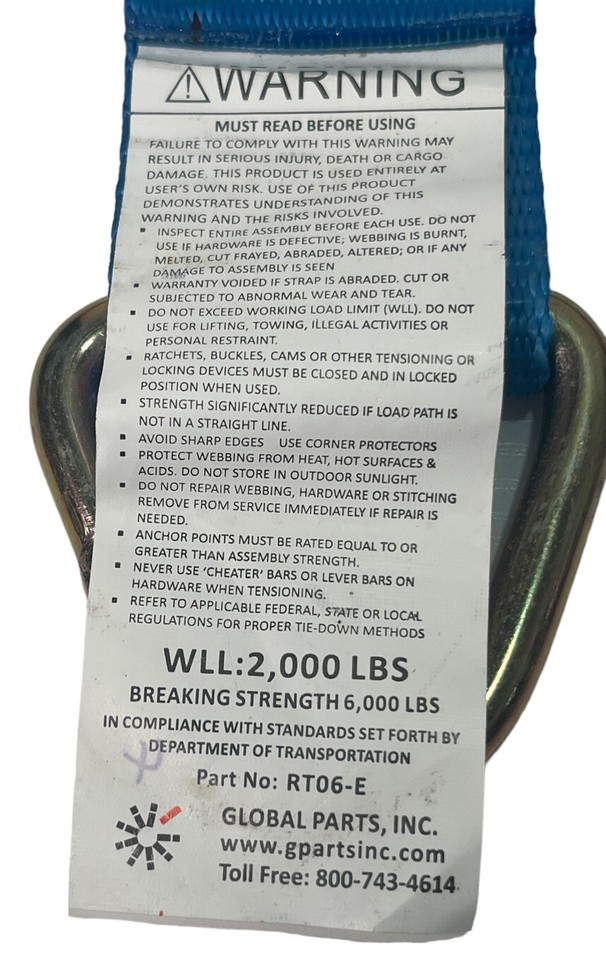 ⚠WARNING
MUST READ BEFORE USING
FAILURE TO COMPLY WITH THIS WARNING MAY
RESULT IN SERIOUS INJURY, DEATH OR CARGO
DAMAGE. THIS PRODUCT IS USED ENTIRELY AT
USER'S OWN RISK. USE OF THIS PRODUCT
DEMONSTRATES UNDERSTANDING OF THIS
WARNING AND THE RISKS INVOLVED.
▪ INSPECT ENTIRE ASSEMBLY BEFORE EACH USE. DO NOT
USE IF HARDWARE IS DEFECTIVE; WEBBING IS BURNT,
MELTED, CUT FRAYED, ABRADED, ALTERED; OR IF ANY
DAMAGE TO ASSEMBLY IS SEEN
▪ WARRANTY VOIDED IF STRAP IS ABRADED. CUT OR
SUBJECTED TO ABNORMAL WEAR AND TEAR.
▪ DO NOT EXCEED WORKING LOAD LIMIT (WLL). DO NOT
USE FOR LIFTING, TOWING, ILLEGAL ACTIVITIES OR
PERSONAL RESTRAINT.
▪ RATCHETS, BUCKLES, CAMS OR OTHER TENSIONING OR
LOCKING DEVICES MUST BE CLOSED AND IN LOCKED
POSITION WHEN USED.
▪ STRENGTH SIGNIFICANTLY REDUCED IF LOAD PATH IS
NOT IN A STRAIGHT LINE.
▪ AVOID SHARP EDGES USE CORNER PROTECTORS
▪ PROTECT WEBBING FROM HEAT, HOT SURFACES &
ACIDS. DO NOT STORE IN OUTDOOR SUNLIGHT.
▪ DO NOT REPAIR WEBBING, HARDWARE OR STITCHING
REMOVE FROM SERVICE IMMEDIATELY IF REPAIR IS
NEEDED.
▪ ANCHOR POINTS MUST BE RATED EQUAL TO OR
GREATER THAN ASSEMBLY STRENGTH.
▪ NEVER USE 'CHEATER' BARS OR LEVER BARS ON
HARDWARE WHEN TENSIONING.
▪ REFER TO APPLICABLE FEDERAL, STATE OR LOCAL
REGULATIONS FOR PROPER TIE-DOWN METHODS
WLL:2,000 LBS
BREAKING STRENGTH 6,000 LBS
IN COMPLIANCE WITH STANDARDS SET FORTH BY
DEPARTMENT OF TRANSPORTATION
Part No: RT06-E
GLOBAL PARTS, INC.
www.gpartsinc.com
Toll Free: 800-743-4614